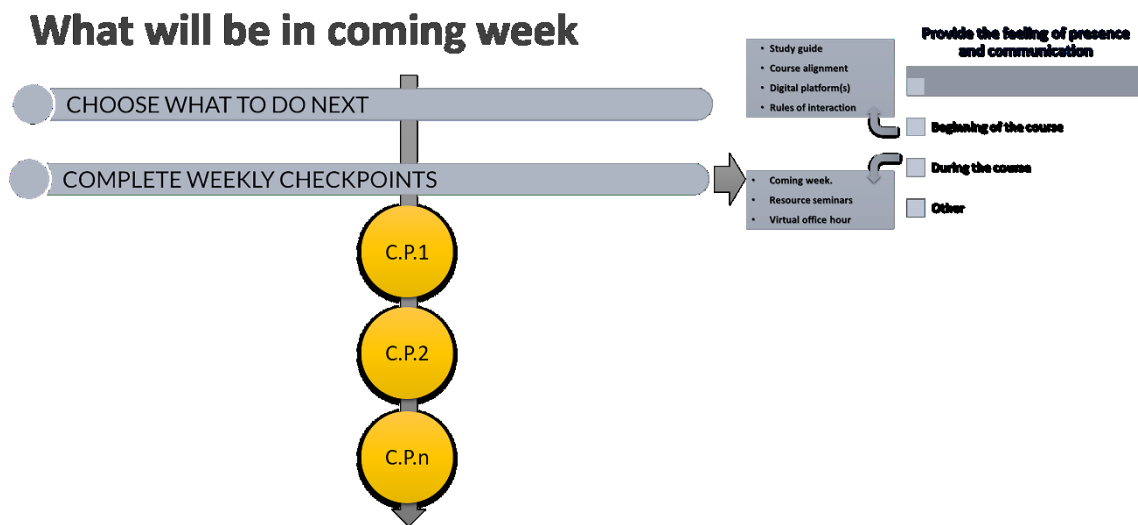 What will be in coming week
CHOOSE WHAT TO DO NEXT
COMPLETE WEEKLY CHECKPOINTS
C.P.1
C.P.2
C.P.n
• Study guide
• Course alignment
• Digital platform(s)
• Rules of interaction
• Coming week.
• Resource seminars
• Virtual office hour
Provide the feeling of presence
and communication
Beginning of the course
During the course
Other